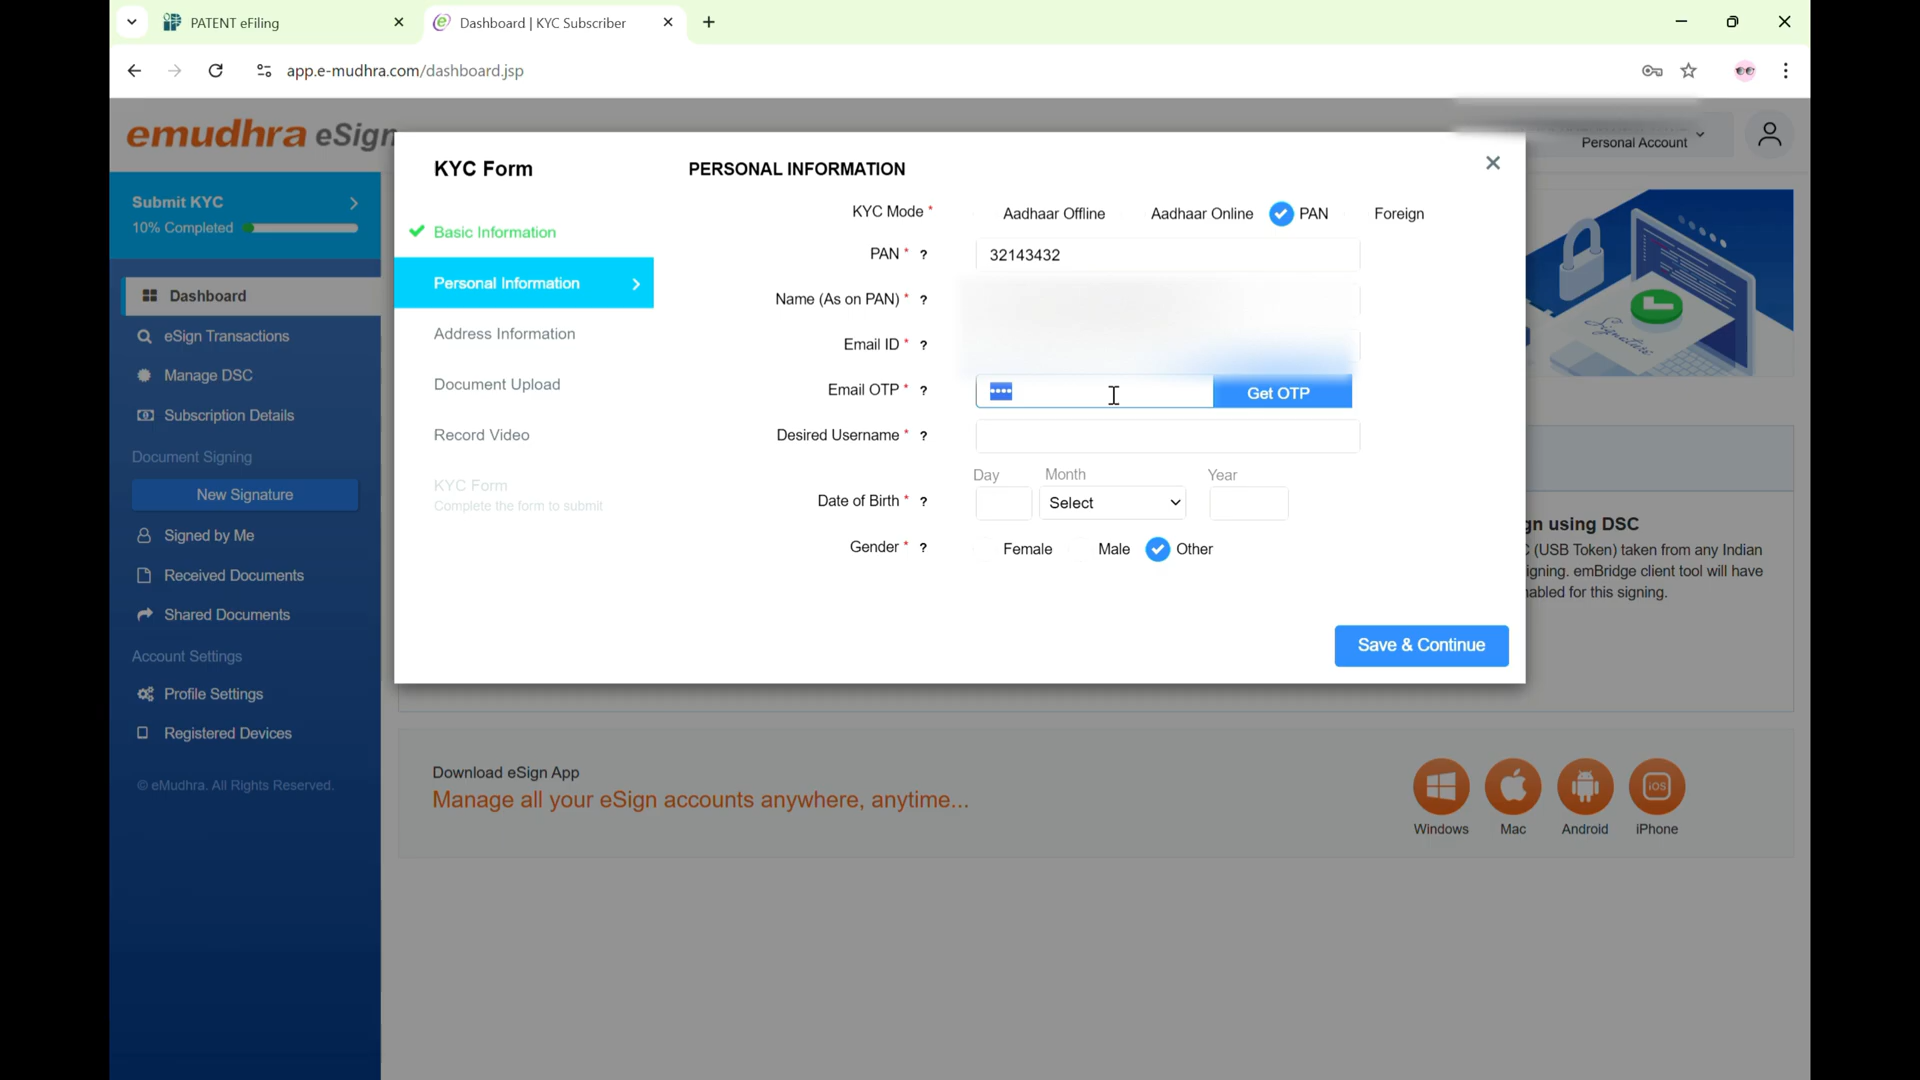 PATENT eFiling
Dashboard | KYC Subscriber
app.e-mudhra.com/dashboard.jsp
emudhra eSign
Personal Account
Submit KYC
10% Completed
Dashboard
eSign Transactions
Manage DSC
Subscription Details
Document Signing
New Signature
Signed by Me
Received Documents
Shared Documents
Account Settings
Profile Settings
Registered Devices
© eMudhra. All Rights Reserved.
KYC Form
Basic Information
Personal Information
Address Information
Document Upload
Record Video
KYC Form
Complete the form to submit
PERSONAL INFORMATION
KYC Mode * Aadhaar Offline Aadhaar Online PAN Foreign
PAN * ? 32143432
Name (As on PAN) * ?
Email ID * ?
Email OTP * ? •••• Get OTP
Desired Username * ?
Day Month Year
Date of Birth * ? Select
Gender * ? Female Male Other
Save & Continue
Signature
gn using DSC
C (USB Token) taken from any Indian
igning. emBridge client tool will have
nabled for this signing.
Download eSign App
Manage all your eSign accounts anywhere, anytime...
iOS
Windows Mac Android iPhone